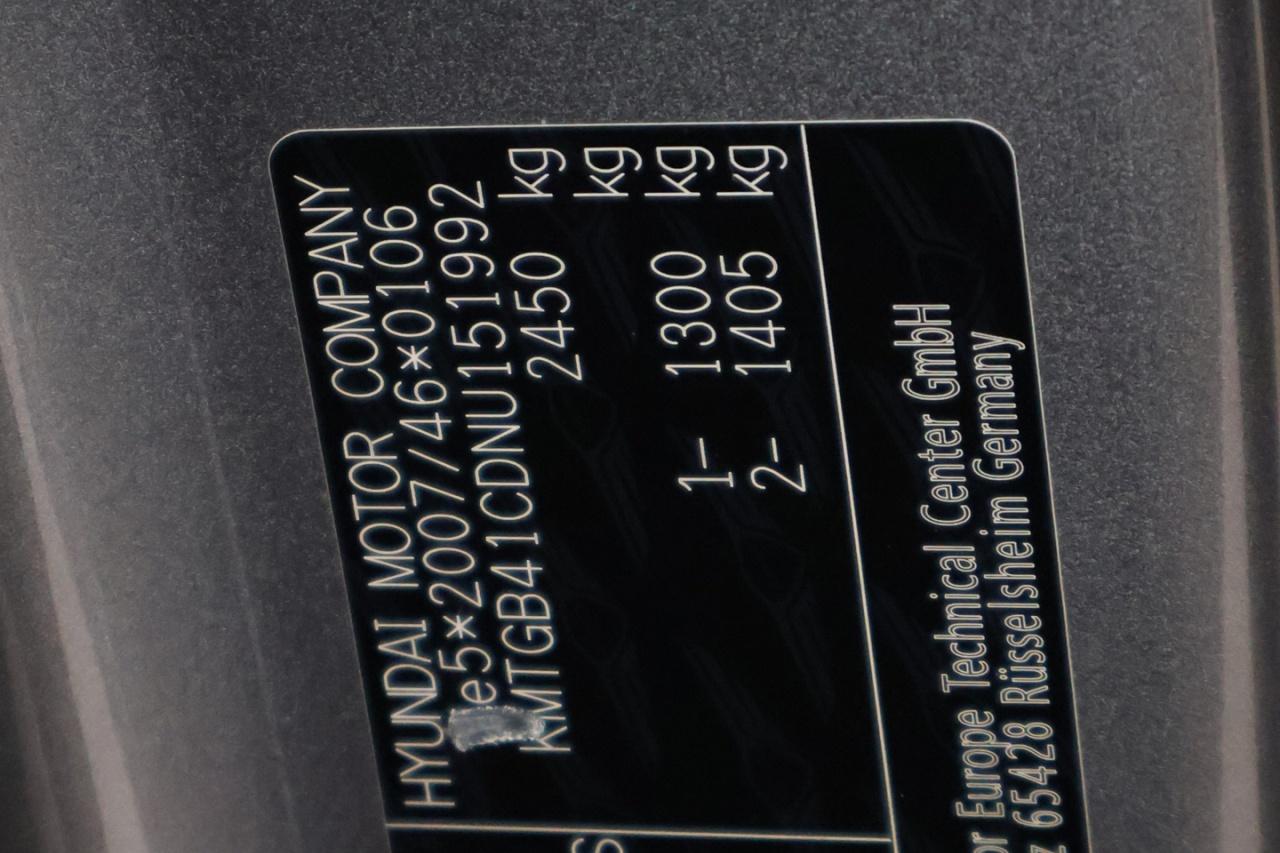 HYUNDAI MOTOR COMPANY
e5*2007/46*0106
KMTGB41CDNU151992
2450 kg
kg
1- 1300 kg
2- 1405 kg
Europe Technical Center GmbH
65428 Rüsselsheim Germany